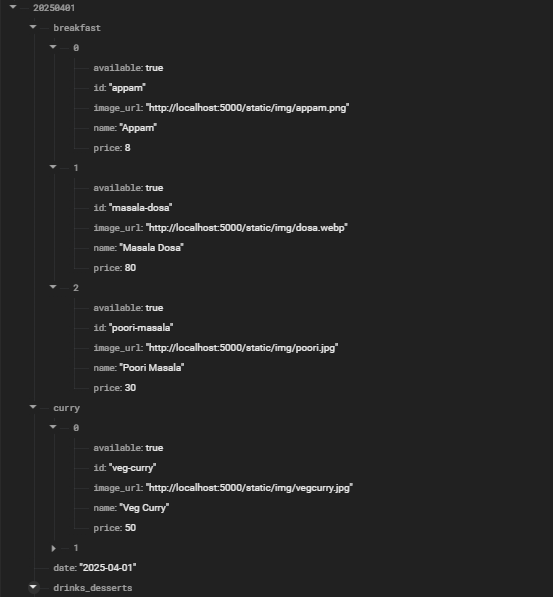 20250401
breakfast
0
available: true
id: "appam"
image_url: "http://localhost:5000/static/img/appam.png"
name: "Appam"
price: 8
1
available: true
id: "masala-dosa"
image_url: "http://localhost:5000/static/img/dosa.webp"
name: "Masala Dosa"
price: 80
2
available: true
id: "poori-masala"
image_url: "http://localhost:5000/static/img/poori.jpg"
name: "Poori Masala"
price: 30
curry
0
available: true
id: "veg-curry"
image_url: "http://localhost:5000/static/img/vegcurry.jpg"
name: "Veg Curry"
price: 50
1
date: "2025-04-01"
drinks_desserts